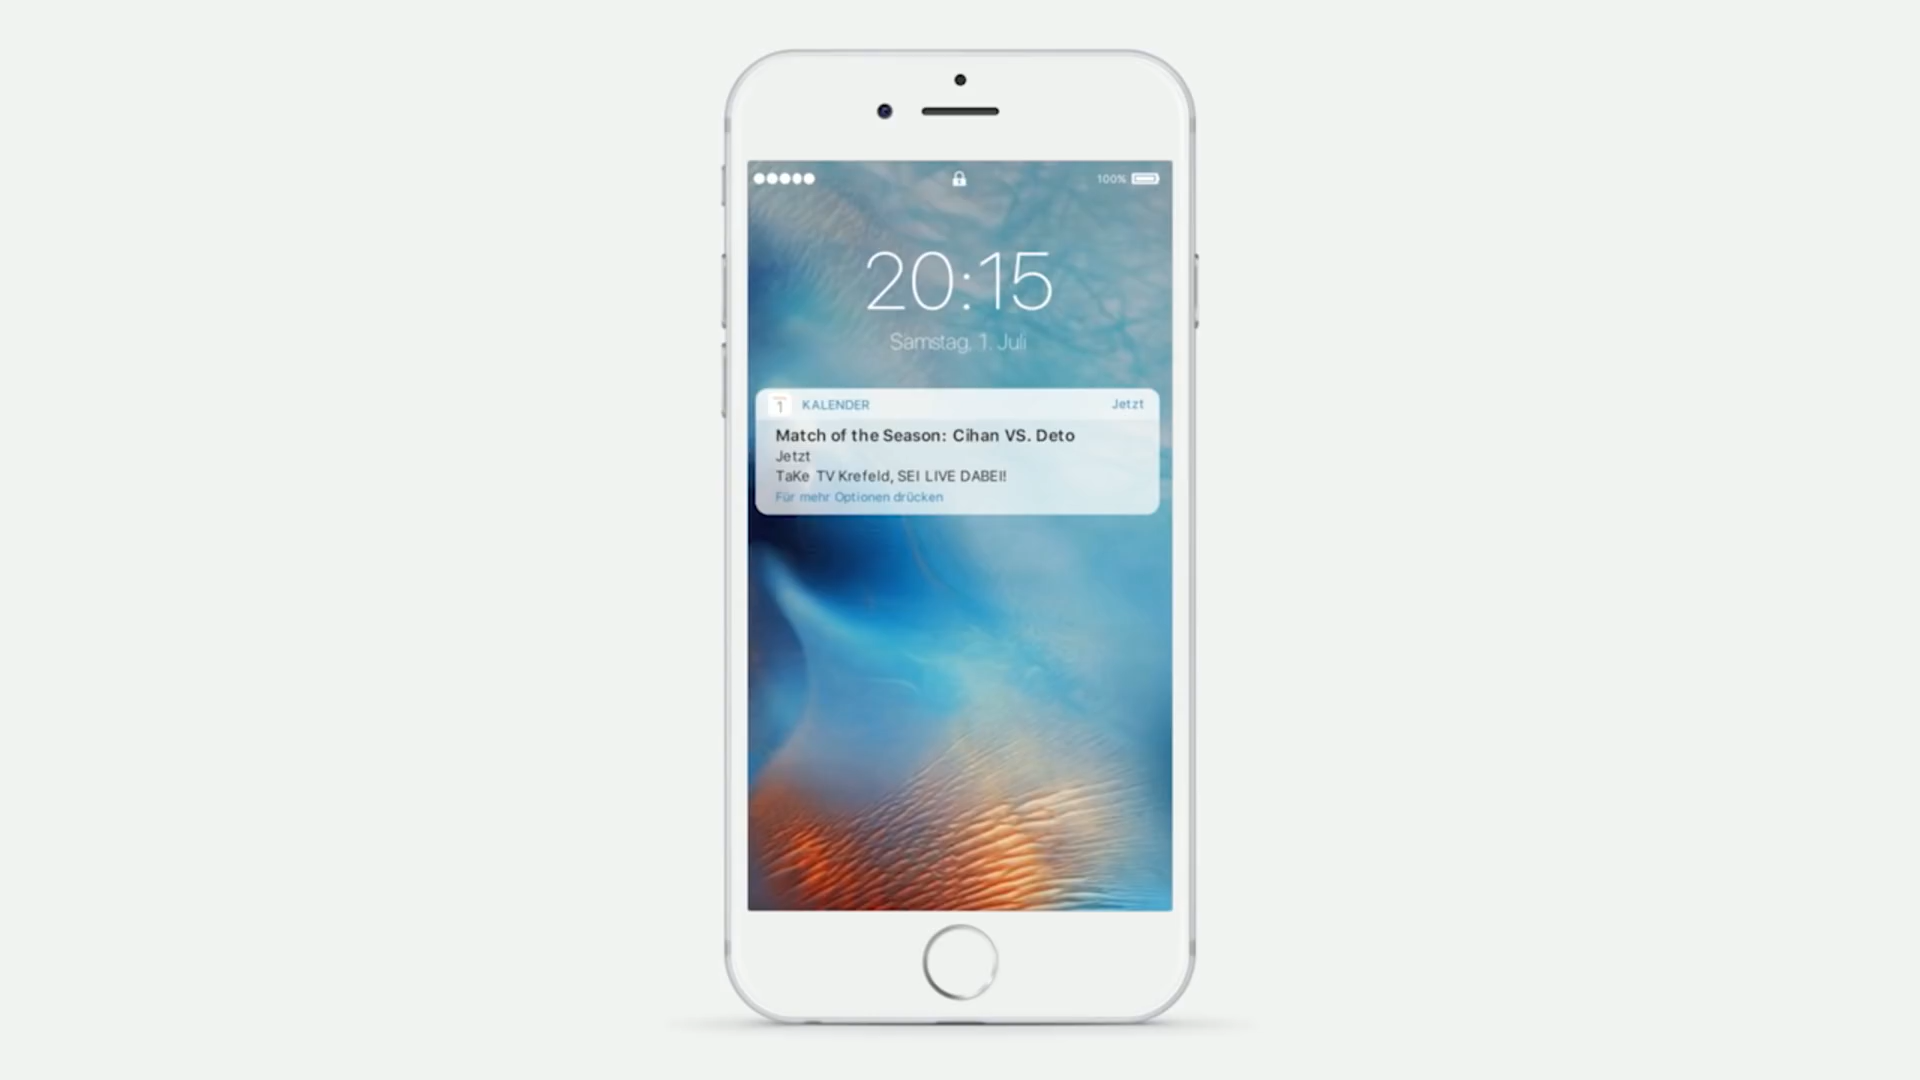 100%
20:15
Samstag, 1. Juli
1 KALENDER Jetzt
Match of the Season: Cihan VS. Deto
Jetzt
TaKe TV Krefeld, SEI LIVE DABEI!
Für mehr Optionen drücken